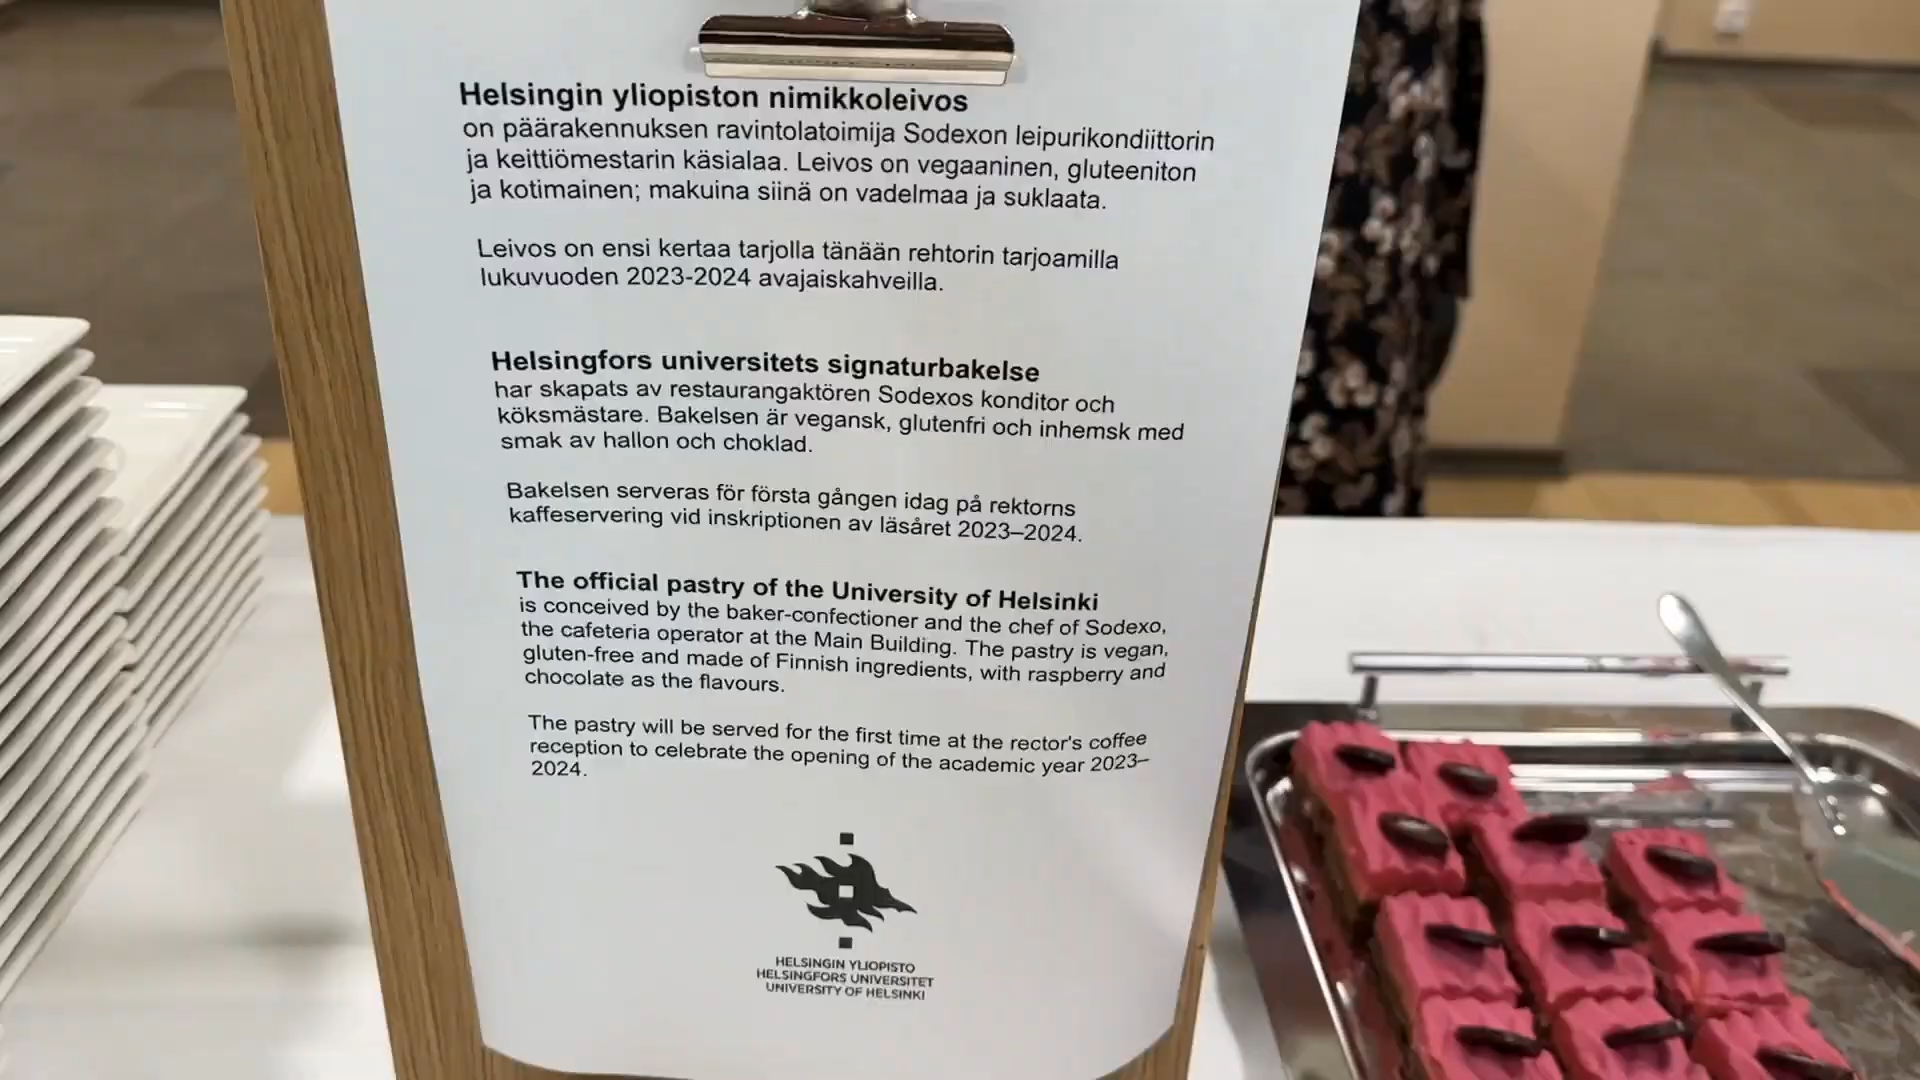 Helsingin yliopiston nimikkoleivos
on päärakennuksen ravintolatoimija Sodexon leipurikondiittorin
ja keittiömestarin käsialaa. Leivos on vegaaninen, gluteeniton
ja kotimainen; makuina siinä on vadelmaa ja suklaata.
Leivos on ensi kertaa tarjolla tänään rehtorin tarjoamilla
lukuvuoden 2023-2024 avajaiskahveilla.
Helsingfors universitets signaturbakelse
har skapats av restaurangaktören Sodexos konditor och
köksmästare. Bakelsen är vegansk, glutenfri och inhemsk med
smak av hallon och choklad.
Bakelsen serveras för första gången idag på rektorns
kaffeservering vid inskriptionen av läsåret 2023–2024.
The official pastry of the University of Helsinki
is conceived by the baker-confectioner and the chef of Sodexo,
the cafeteria operator at the Main Building. The pastry is vegan,
gluten-free and made of Finnish ingredients, with raspberry and
chocolate as the flavours.
The pastry will be served for the first time at the rector's coffee
reception to celebrate the opening of the academic year 2023–
2024.
HELSINGIN YLIOPISTO
HELSINGFORS UNIVERSITET
UNIVERSITY OF HELSINKI